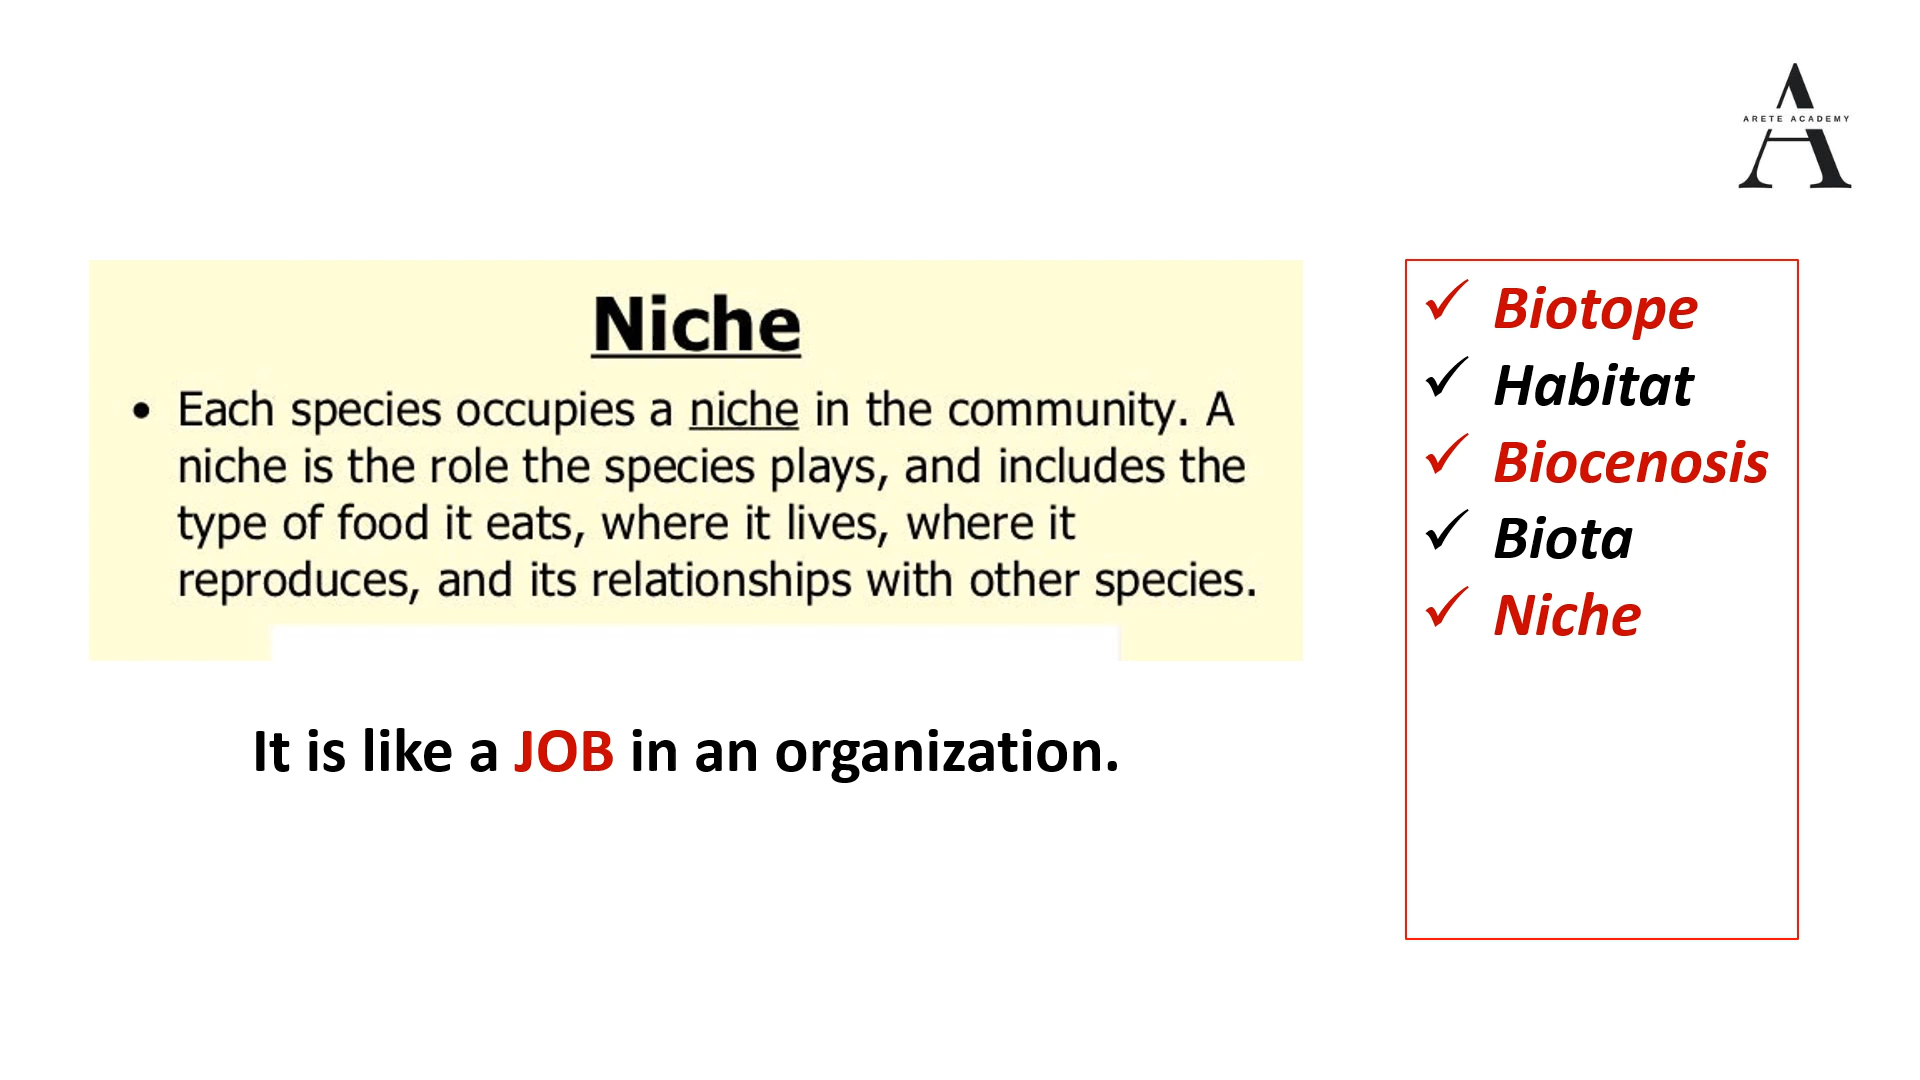 ARETE ACADEMY
Niche
• Each species occupies a niche in the community. A
niche is the role the species plays, and includes the
type of food it eats, where it lives, where it
reproduces, and its relationships with other species.
It is like a JOB in an organization.
✓ Biotope
✓ Habitat
✓ Biocenosis
✓ Biota
✓ Niche